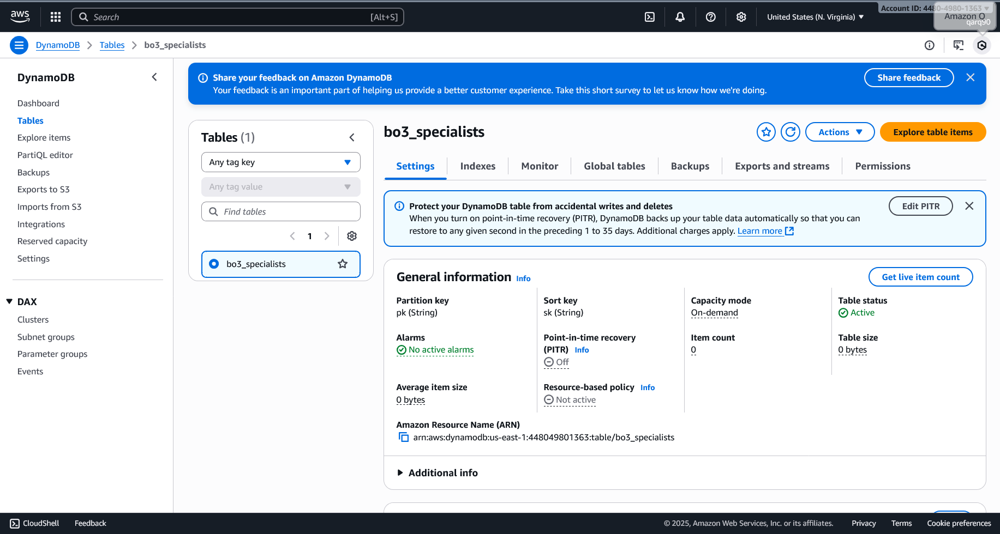 aws
Search
[Alt+S]
United States (N. Virginia)
Account ID: 4480-4980-1363
Amazon Q
qarq90
DynamoDB
Tables
bo3_specialists
DynamoDB
Dashboard
Tables
Explore items
PartiQL editor
Backups
Exports to S3
Imports from S3
Integrations
Reserved capacity
Settings
DAX
Clusters
Subnet groups
Parameter groups
Events
Share your feedback on Amazon DynamoDB
Your feedback is an important part of helping us provide a better customer experience. Take this short survey to let us know how we're doing.
Share feedback
Tables (1)
Any tag key
Any tag value
Find tables
1
bo3_specialists
bo3_specialists
Actions
Explore table items
Settings
Indexes
Monitor
Global tables
Backups
Exports and streams
Permissions
Protect your DynamoDB table from accidental writes and deletes
When you turn on point-in-time recovery (PITR), DynamoDB backs up your table data automatically so that you can
restore to any given second in the preceding 1 to 35 days. Additional charges apply. Learn more
Edit PITR
General information Info
Get live item count
Partition key
pk (String)
Sort key
sk (String)
Capacity mode
On-demand
Table status
Active
Alarms
No active alarms
Point-in-time recovery
(PITR) Info
Off
Item count
0
Table size
0 bytes
Average item size
0 bytes
Resource-based policy Info
Not active
Amazon Resource Name (ARN)
arn:aws:dynamodb:us-east-1:448049801363:table/bo3_specialists
Additional info
CloudShell
Feedback
© 2025, Amazon Web Services, Inc. or its affiliates.
Privacy
Terms
Cookie preferences